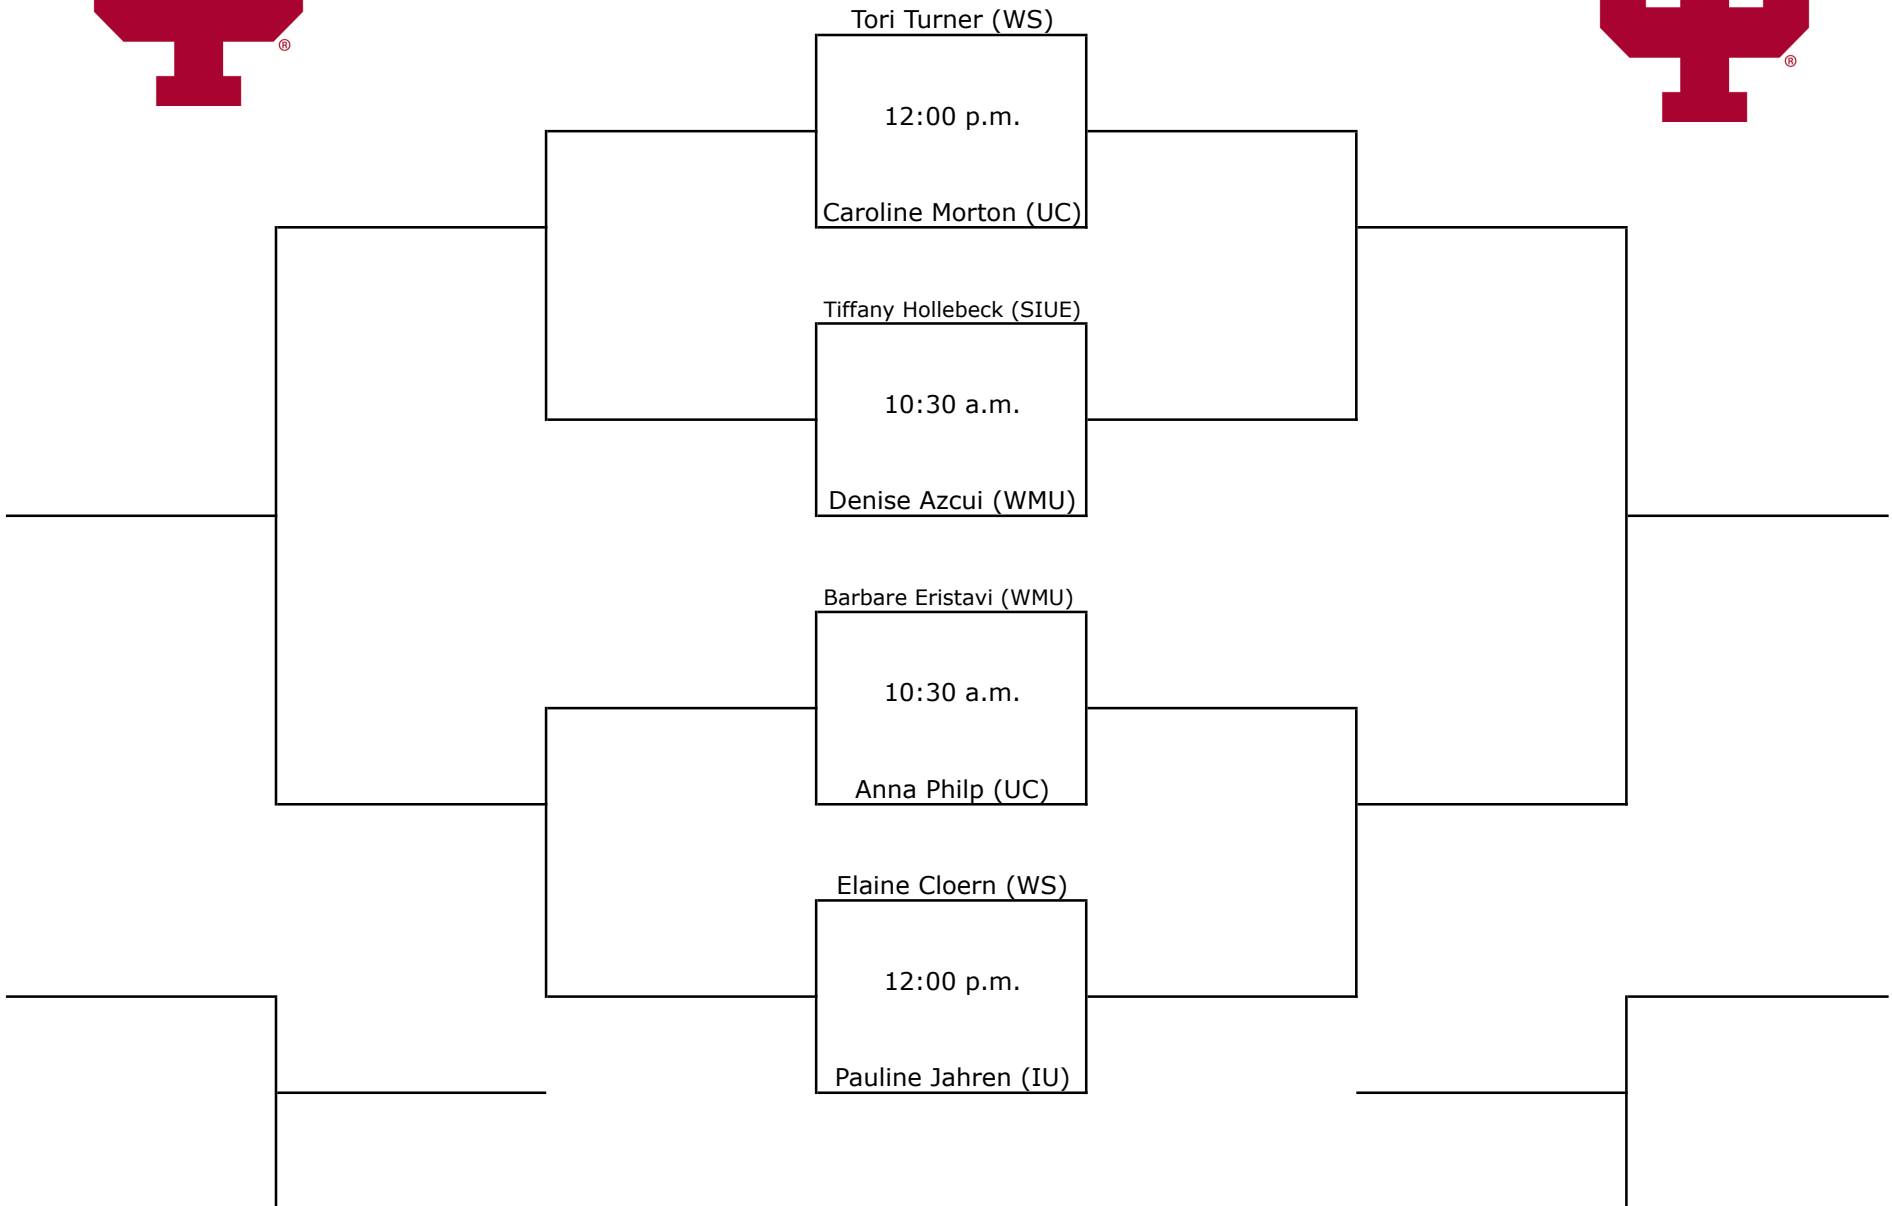 Tori Turner (WS)
®
®
12:00 p.m.
Caroline Morton (UC)
Tiffany Hollebeck (SIUE)
10:30 a.m.
Denise Azcui (WMU)
Barbare Eristavi (WMU)
10:30 a.m.
Anna Philp (UC)
Elaine Cloern (WS)
12:00 p.m.
Pauline Jahren (IU)